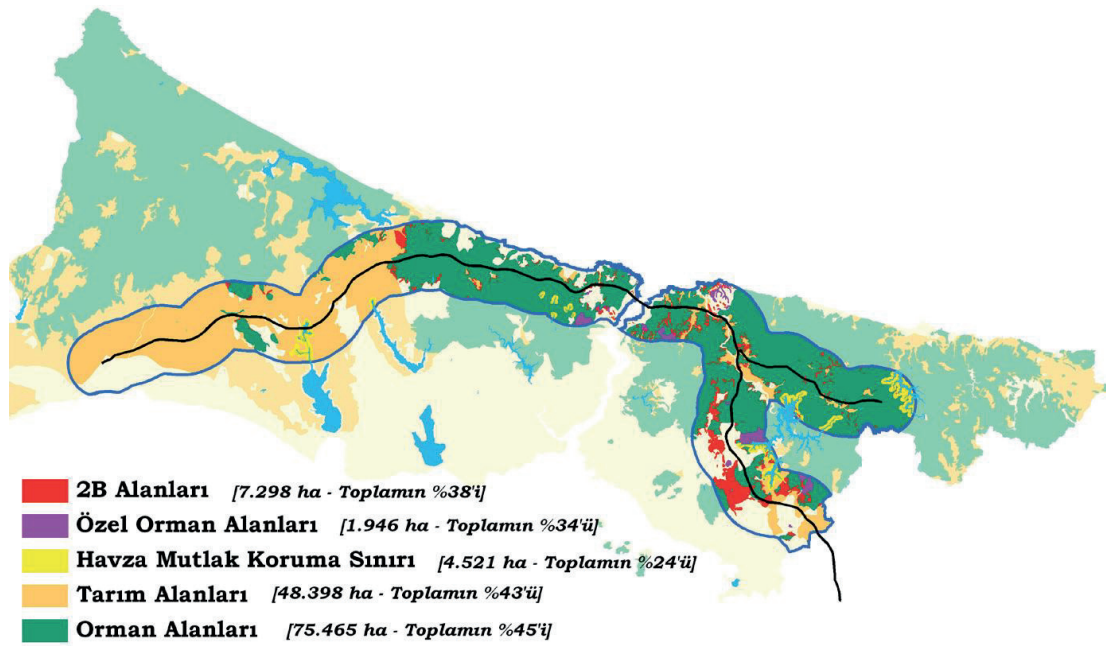 2B Alanları [7.298 ha - Toplamın %38'i]
Özel Orman Alanları [1.946 ha - Toplamın %34'ü]
Havza Mutlak Koruma Sınırı [4.521 ha - Toplamın %24'ü]
Tarım Alanları [48.398 ha - Toplamın %43'ü]
Orman Alanları [75.465 ha - Toplamın %45'i]